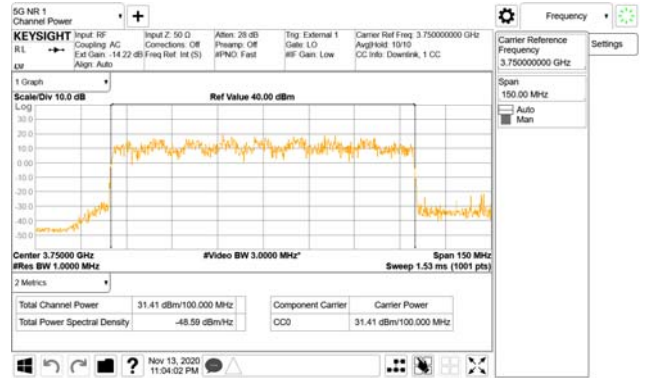 5G NR 1
Channel Power
Frequency
KEYSIGHT
RL
Input: RF
Coupling: AC
Ext Gain: -14.22 dB
Align: Auto
Input Z: 50 Ω
Corrections: Off
Freq Ref: Int (S)
Atten: 28 dB
Preamp: Off
#PNO: Fast
Trig: External 1
Gate: LO
#IF Gain: Low
Carrier Ref Freq: 3.750000000 GHz
Avg|Hold: 10/10
CC Info: Downlink, 1 CC
Carrier Reference
Frequency
3.750000000 GHz
Settings
Span
150.00 MHz
Auto
Man
1 Graph
Scale/Div 10.0 dB
Ref Value 40.00 dBm
Log
30.0
20.0
10.0
0.00
-10.0
-20.0
-30.0
-40.0
-50.0
Center 3.75000 GHz
#Video BW 3.0000 MHz*
Span 150 MHz
#Res BW 1.0000 MHz
Sweep 1.53 ms (1001 pts)
2 Metrics
Total Channel Power 31.41 dBm/100.000 MHz
Total Power Spectral Density -48.59 dBm/Hz
Component Carrier Carrier Power
CC0 31.41 dBm/100.000 MHz
Nov 13, 2020
11:04:02 PM